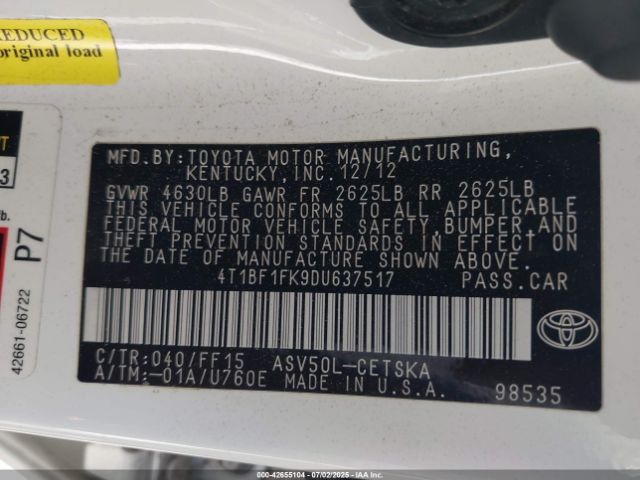 REDUCED
original load
3
b.
P7
42661-06722
MFD.BY:TOYOTA MOTOR MANUFACTURING,
KENTUCKY,INC.12/12
GVWR 4630LB GAWR FR 2625LB RR 2625LB
THIS VEHICLE CONFORMS TO ALL APPLICABLE
FEDERAL MOTOR VEHICLE SAFETY,BUMPER,AND
THEFT PREVENTION STANDARDS IN EFFECT ON
THE DATE OF MANUFACTURE SHOWN ABOVE.
4T1BF1FK9DU637517 PASS.CAR
C/TR:040/FF15 ASV50L-CETSKA
A/TM:-01A/U760E MADE IN U.S.A.
98535
000-42655104 - 07/02/2025 - IAAI.COM